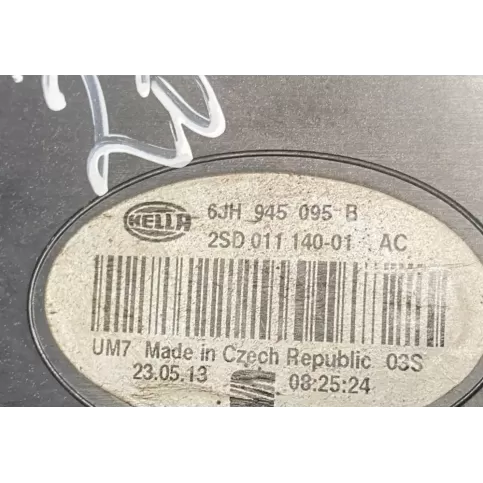 HELLA 6JH 945 095 B
2SD 011 140-01 AC
UM7 Made in Czech Republic 03S
23.05.13 08:25:24